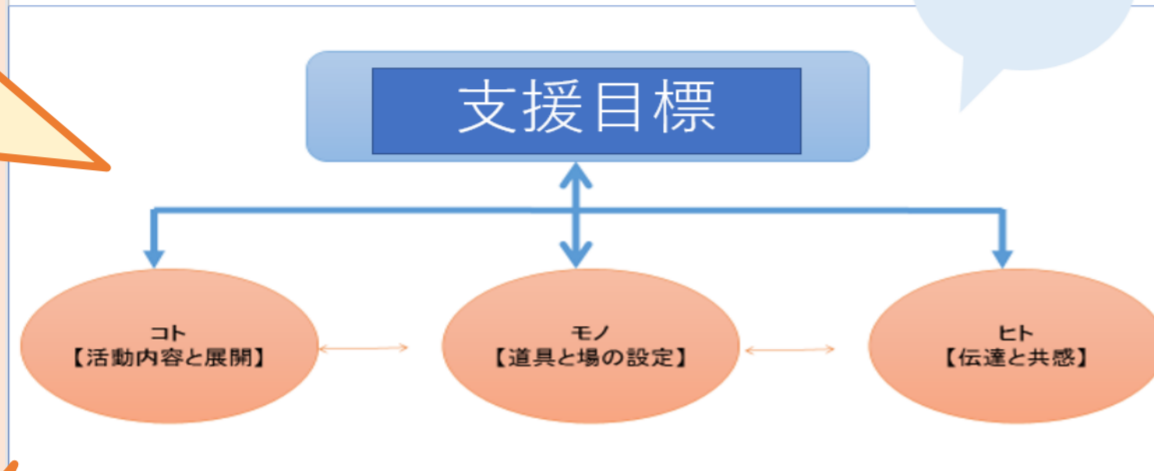 支援目標
コト
【活動内容と展開】
モノ
【道具と場の設定】
ヒト
【伝達と共感】